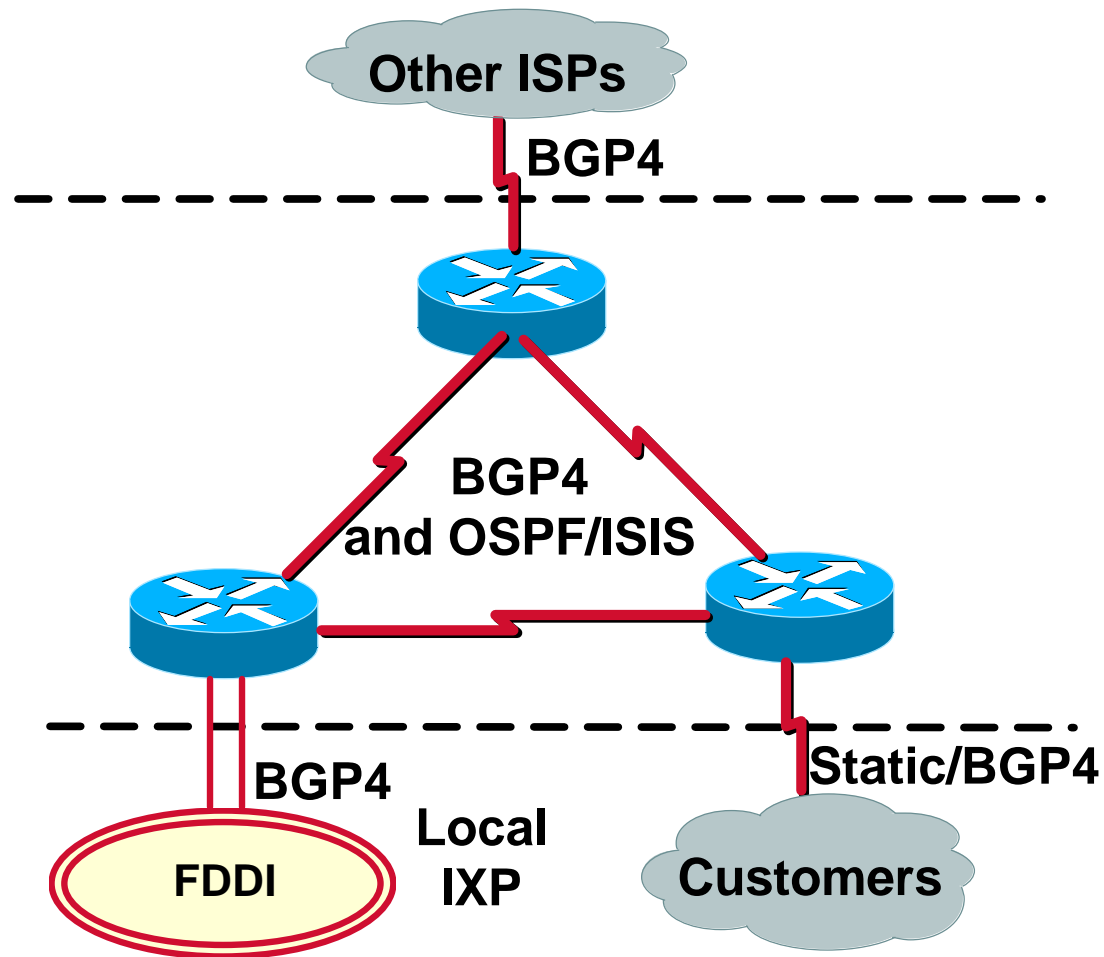 Other ISPs
BGP4
BGP4
and OSPF/ISIS
BGP4
Static/BGP4
Local
IXP
FDDI
Customers